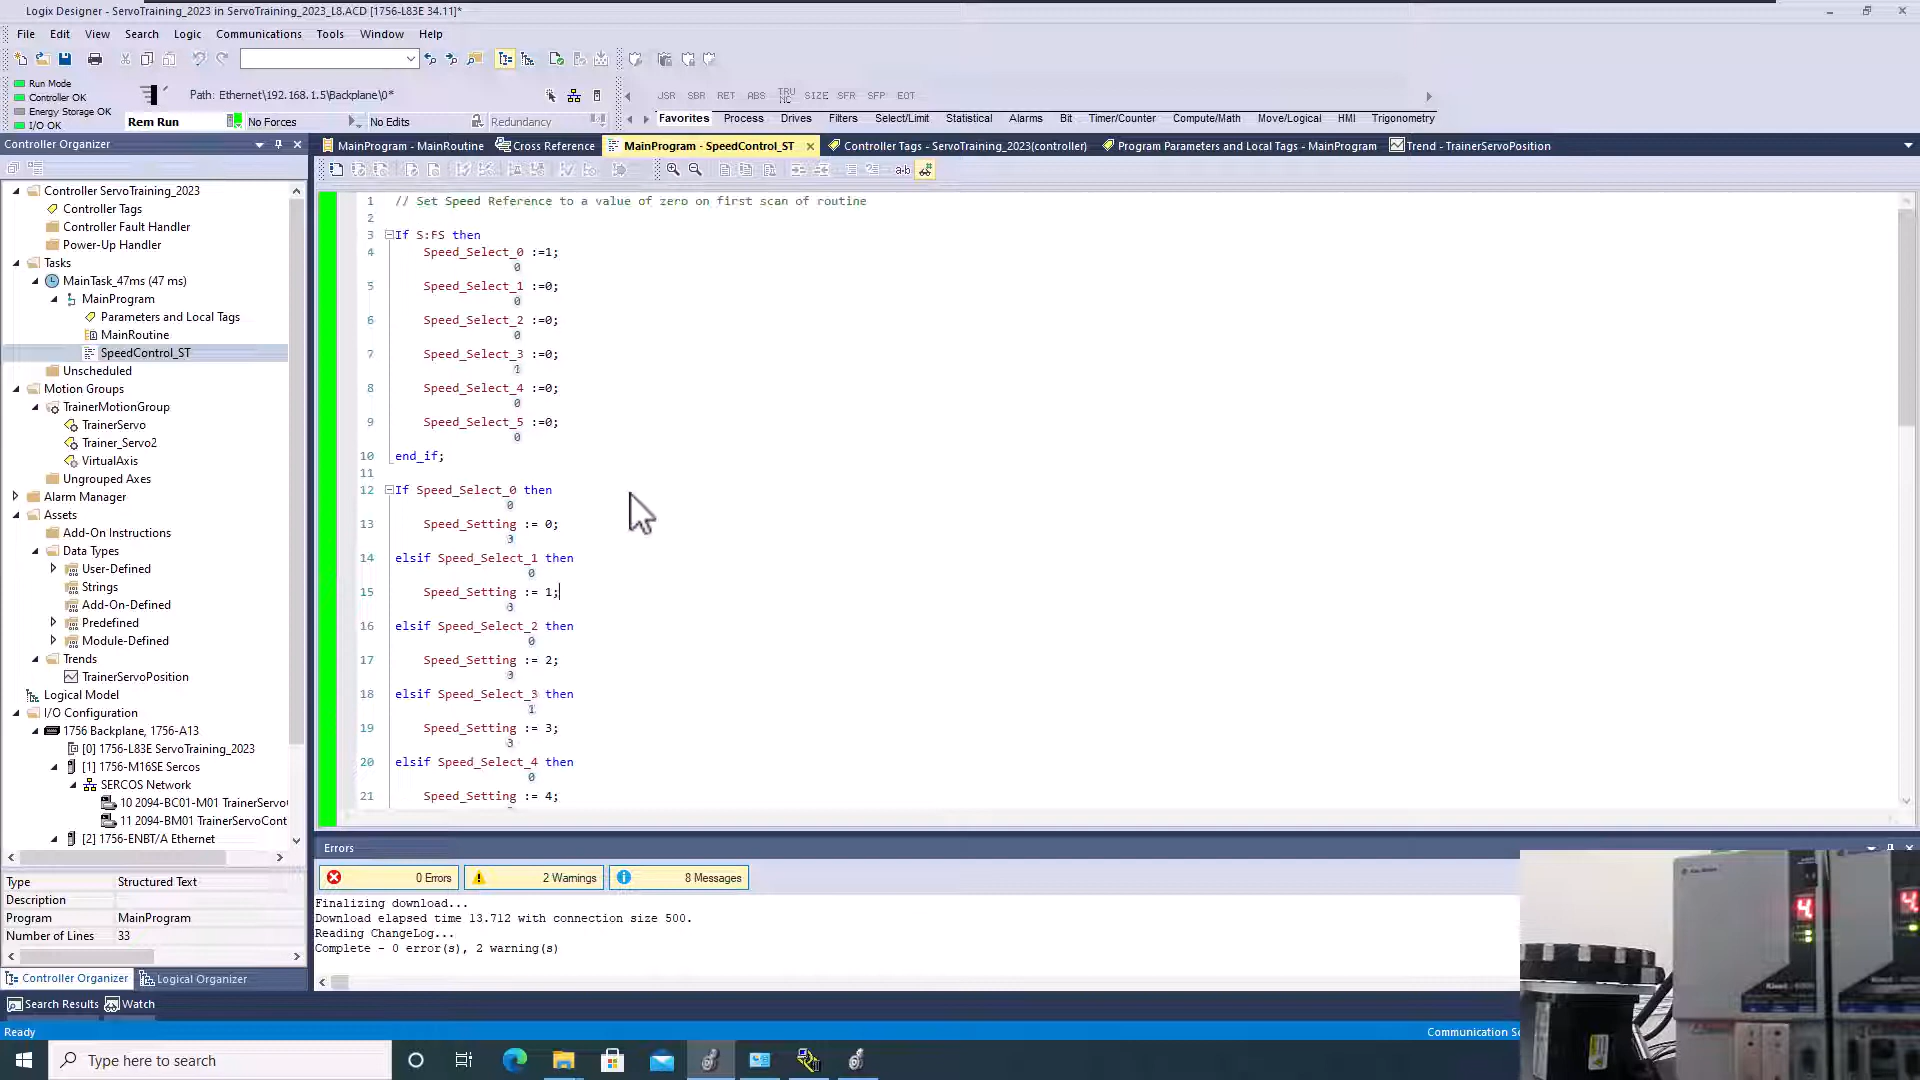 Logix Designer - ServoTraining_2023 in ServoTraining_2023_L8.ACD [1756-L83E 34.11]*
File Edit View Search Logic Communications Tools Window Help
Run Mode
Controller OK
Energy Storage OK
I/O OK
Path: Ethernet\192.168.1.5\Backplane\0*
Rem Run
No Forces
No Edits
Redundancy
JSR SBR RET ABS TRUNC SIZE SFR SFP EOT
Favorites Process Drives Filters Select/Limit Statistical Alarms Bit Timer/Counter Compute/Math Move/Logical HMI Trigonometry
Controller Organizer
MainProgram - MainRoutine
Cross Reference
MainProgram - SpeedControl_ST
Controller Tags - ServoTraining_2023(controller)
Program Parameters and Local Tags - MainProgram
Trend - TrainerServoPosition
Controller ServoTraining_2023
Controller Tags
Controller Fault Handler
Power-Up Handler
Tasks
MainTask_47ms (47 ms)
MainProgram
Parameters and Local Tags
MainRoutine
SpeedControl_ST
Unscheduled
Motion Groups
TrainerMotionGroup
TrainerServo
Trainer_Servo2
VirtualAxis
Ungrouped Axes
Alarm Manager
Assets
Add-On Instructions
Data Types
User-Defined
Strings
Add-On-Defined
Predefined
Module-Defined
Trends
TrainerServoPosition
Logical Model
I/O Configuration
1756 Backplane, 1756-A13
[0] 1756-L83E ServoTraining_2023
[1] 1756-M16SE Sercos
SERCOS Network
10 2094-BC01-M01 TrainerServo
11 2094-BM01 TrainerServoCont
[2] 1756-ENBT/A Ethernet
Type Structured Text
Description
Program MainProgram
Number of Lines 33
Controller Organizer
Logical Organizer
1 // Set Speed Reference to a value of zero on first scan of routine
2
3 If S:FS then
4 Speed_Select_0 :=1;
0
5 Speed_Select_1 :=0;
0
6 Speed_Select_2 :=0;
0
7 Speed_Select_3 :=0;
1
8 Speed_Select_4 :=0;
0
9 Speed_Select_5 :=0;
0
10 end_if;
11
12 If Speed_Select_0 then
0
13 Speed_Setting := 0;
3
14 elsif Speed_Select_1 then
0
15 Speed_Setting := 1;
3
16 elsif Speed_Select_2 then
0
17 Speed_Setting := 2;
3
18 elsif Speed_Select_3 then
1
19 Speed_Setting := 3;
3
20 elsif Speed_Select_4 then
0
21 Speed_Setting := 4;
Errors
0 Errors
2 Warnings
8 Messages
Finalizing download...
Download elapsed time 13.712 with connection size 500.
Reading ChangeLog...
Complete - 0 error(s), 2 warning(s)
Search Results
Watch
Ready
Communication So
Type here to search
4.
4